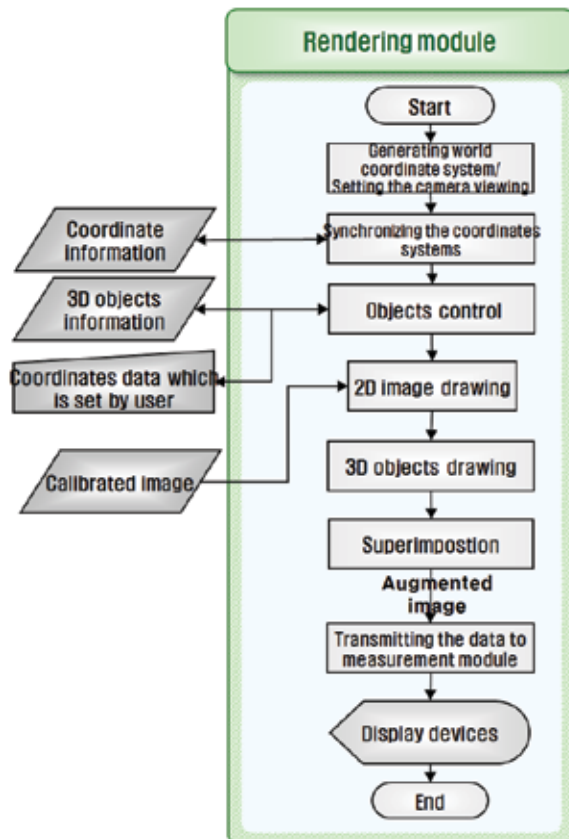 Rendering module
Start
Generating world
coordinate system/
Setting the camera viewing
Coordinate
information
Synchronizing the coordinates
systems
3D objects
information
Objects control
Coordinates data which
is set by user
2D image drawing
3D objects drawing
Calibrated image
Superimpostion
Augmented
image
Transmitting the data to
measurement module
Display devices
End